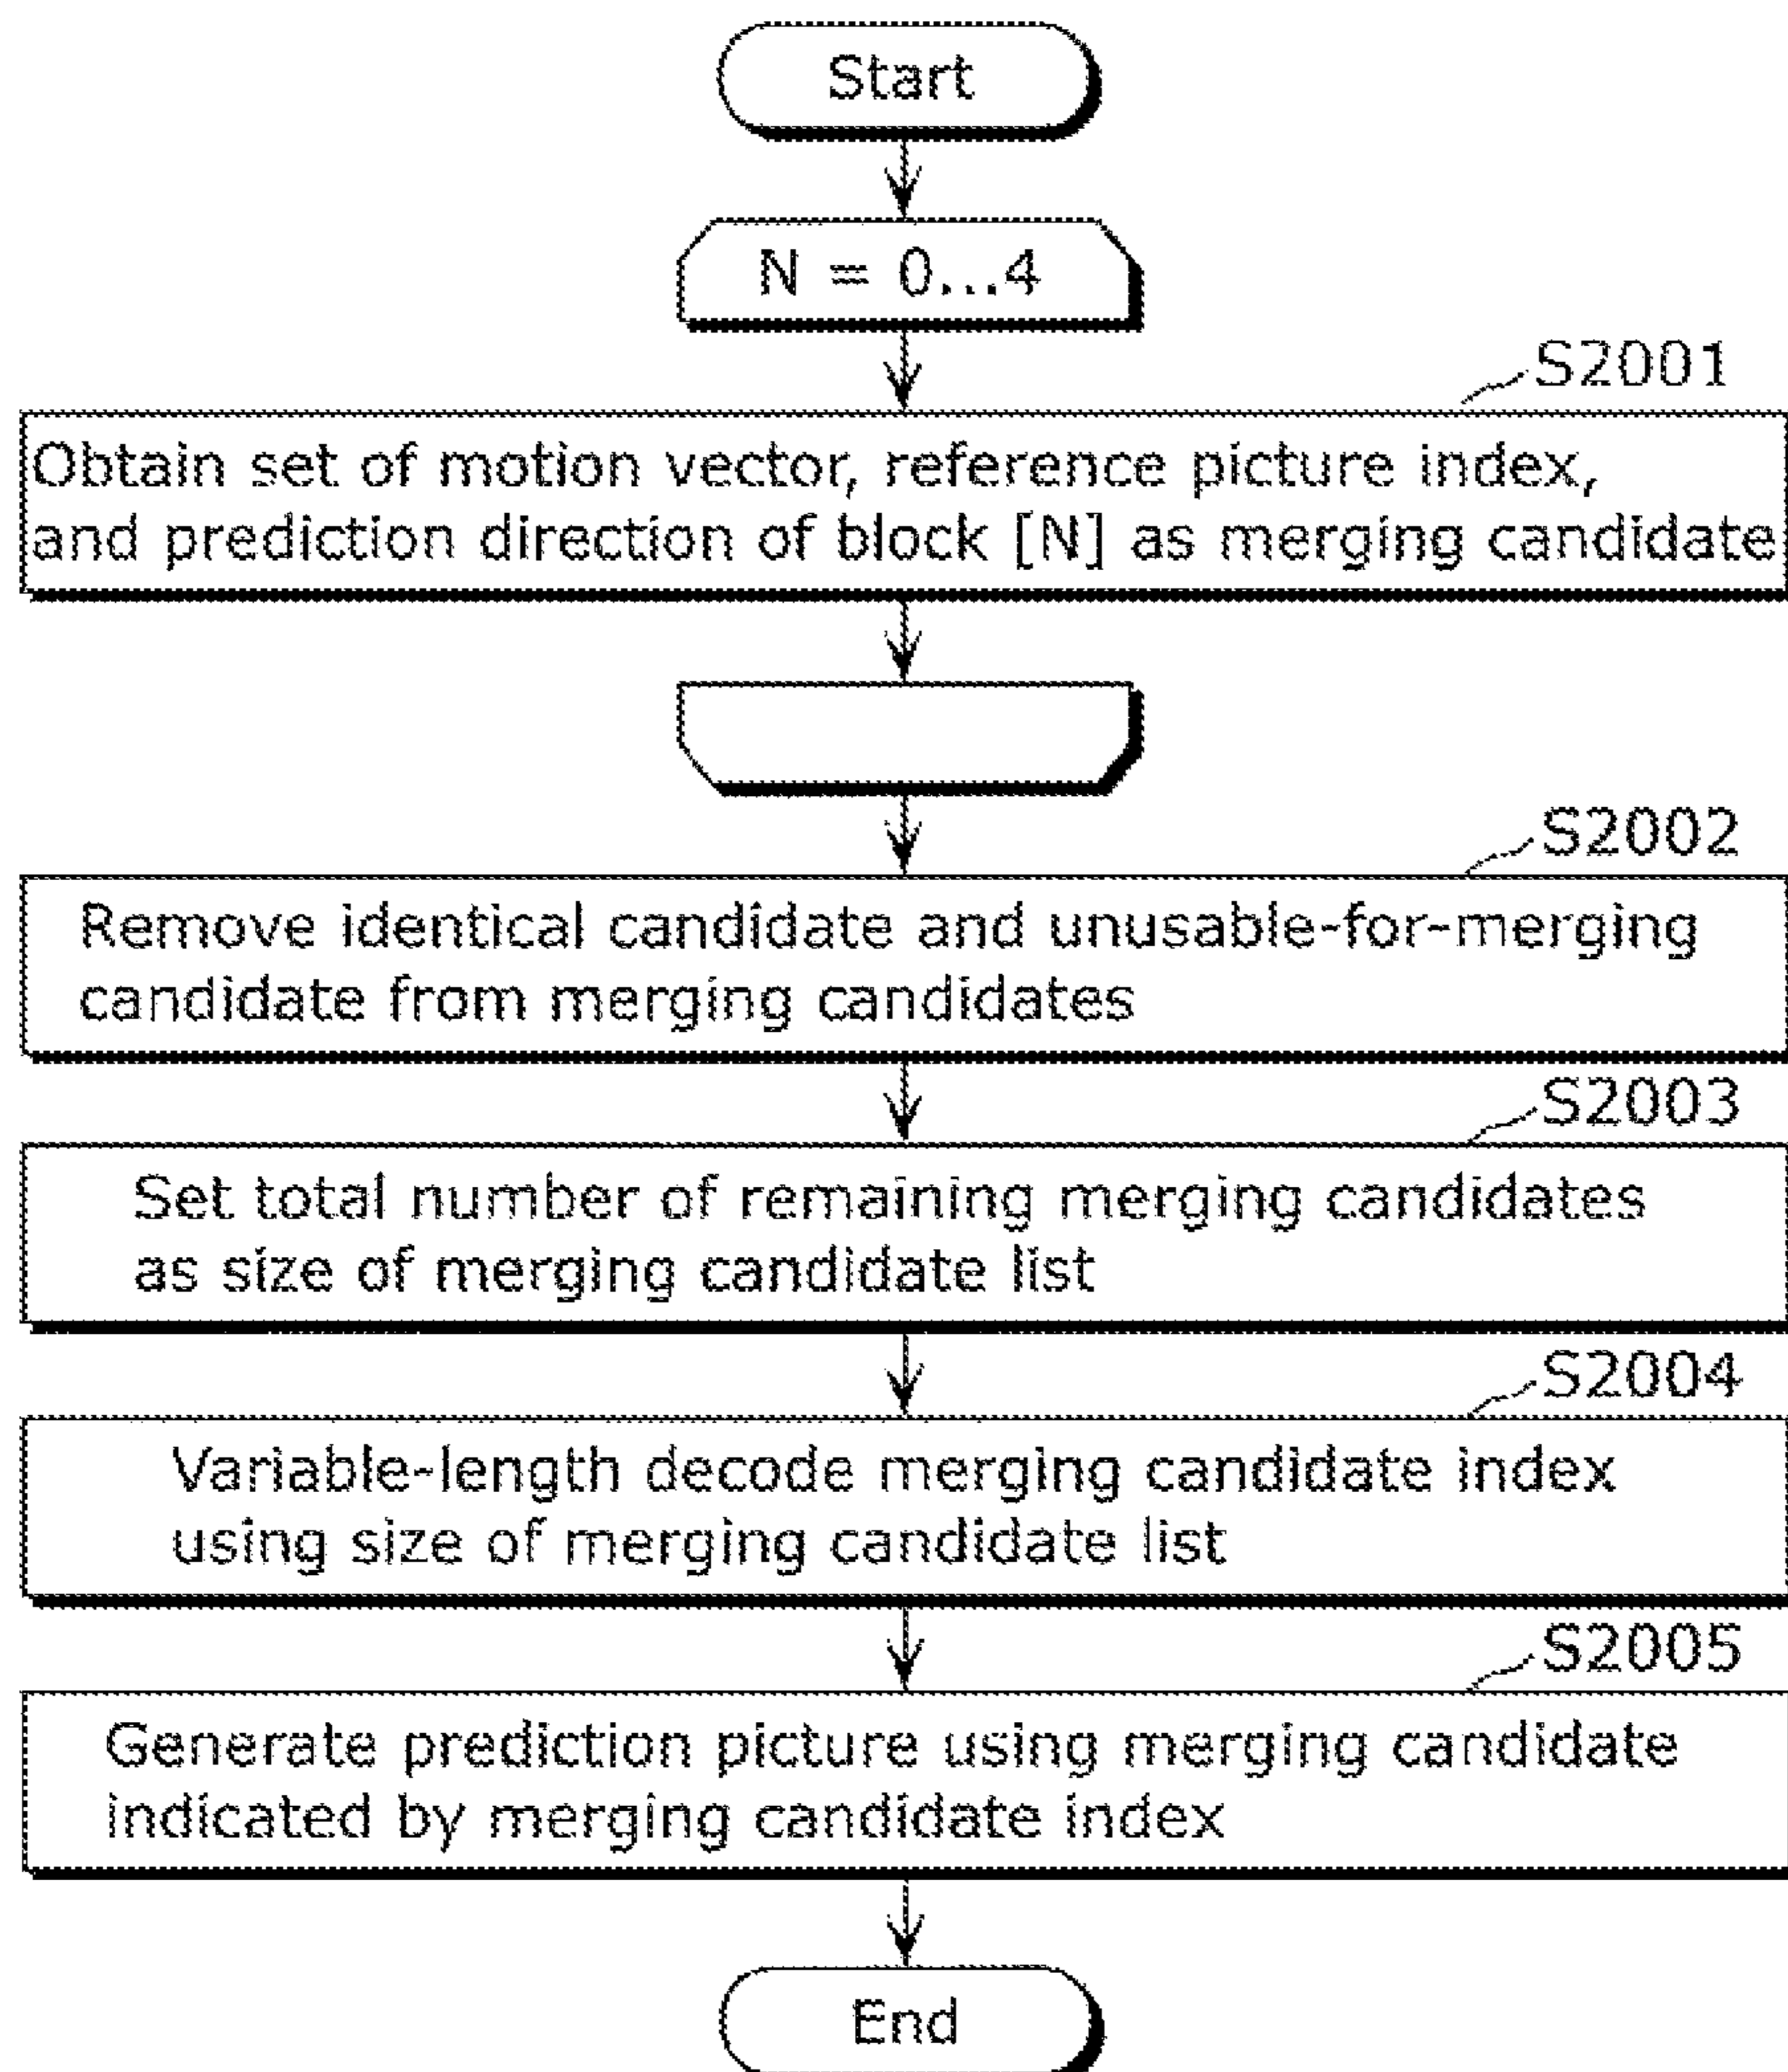 Start
N = 0...4
S2001
Obtain set of motion vector, reference picture index,
and prediction direction of block [N] as merging candidate
S2002
Remove identical candidate and unusable-for-merging
candidate from merging candidates
S2003
Set total number of remaining merging candidates
as size of merging candidate list
S2004
Variable-length decode merging candidate index
using size of merging candidate list
S2005
Generate prediction picture using merging candidate
indicated by merging candidate index
End